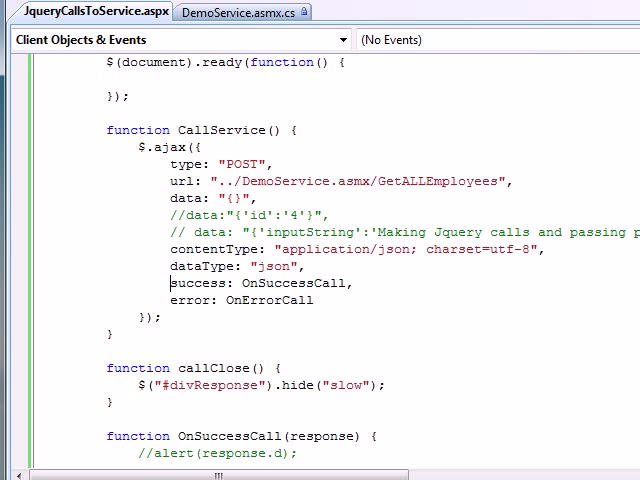 JqueryCallsToService.aspx DemoService.asmx.cs
Client Objects & Events (No Events)
$(document).ready(function() {
});
function CallService() {
$.ajax({
type: "POST",
url: "../DemoService.asmx/GetALLEmployees",
data: "{}",
//data:"{'id':'4'}",
// data: "{'inputString':'Making Jquery calls and passing p
contentType: "application/json; charset=utf-8",
dataType: "json",
success: OnSuccessCall,
error: OnErrorCall
});
}
function callClose() {
$("#divResponse").hide("slow");
}
function OnSuccessCall(response) {
//alert(response.d);